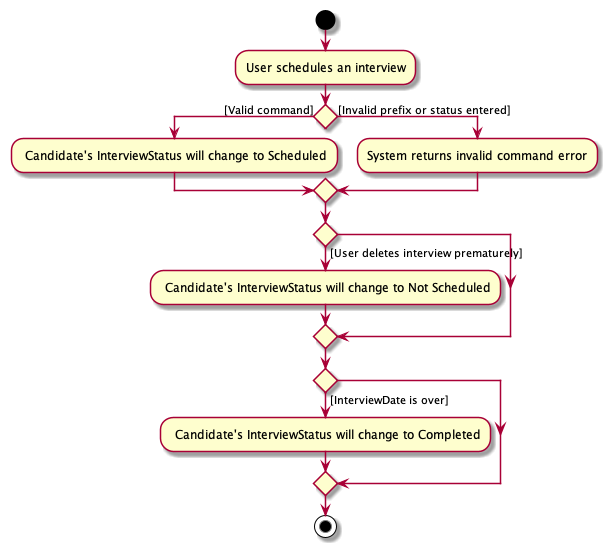 User schedules an interview
[Valid command]
[Invalid prefix or status entered]
Candidate's InterviewStatus will change to Scheduled
System returns invalid command error
[User deletes interview prematurely]
Candidate's InterviewStatus will change to Not Scheduled
[InterviewDate is over]
Candidate's InterviewStatus will change to Completed